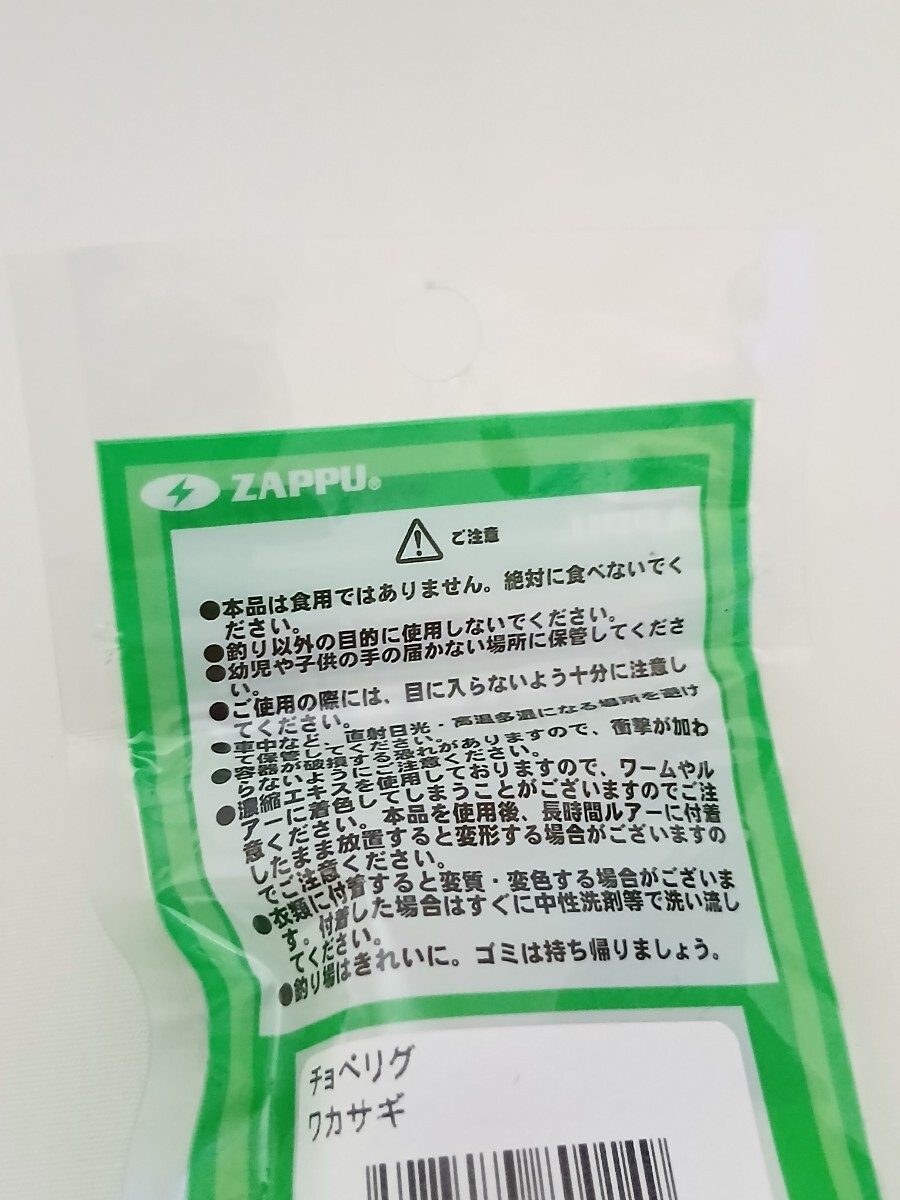 ZAPPU®
ご注意
●本品は食用ではありません。絶対に食べないでく
ださい。
●釣り以外の目的に使用しないでください。
●幼児や子供の手の届かない場所に保管してくださ
い。
●ご使用の際には、目に入らないよう十分に注意し
てください。
●車中など、直射日光・高温多湿になる場所を避け
て保管してください。
●容器が破損する恐れがありますので、衝撃が加わ
らないようにご注意ください。
●濃縮エキスを使用しておりますので、ワームやル
アーに着色してしまうことがございますのでご注
意ください。本品を使用後、長時間ルアーに付着
したまま放置すると変形する場合がございますの
でご注意ください。
●衣類に付着すると変質・変色する場合がございま
す。付着した場合はすぐに中性洗剤等で洗い流し
てください。
●釣り場はきれいに。ゴミは持ち帰りましょう。
チョベリグ
ワカサギ